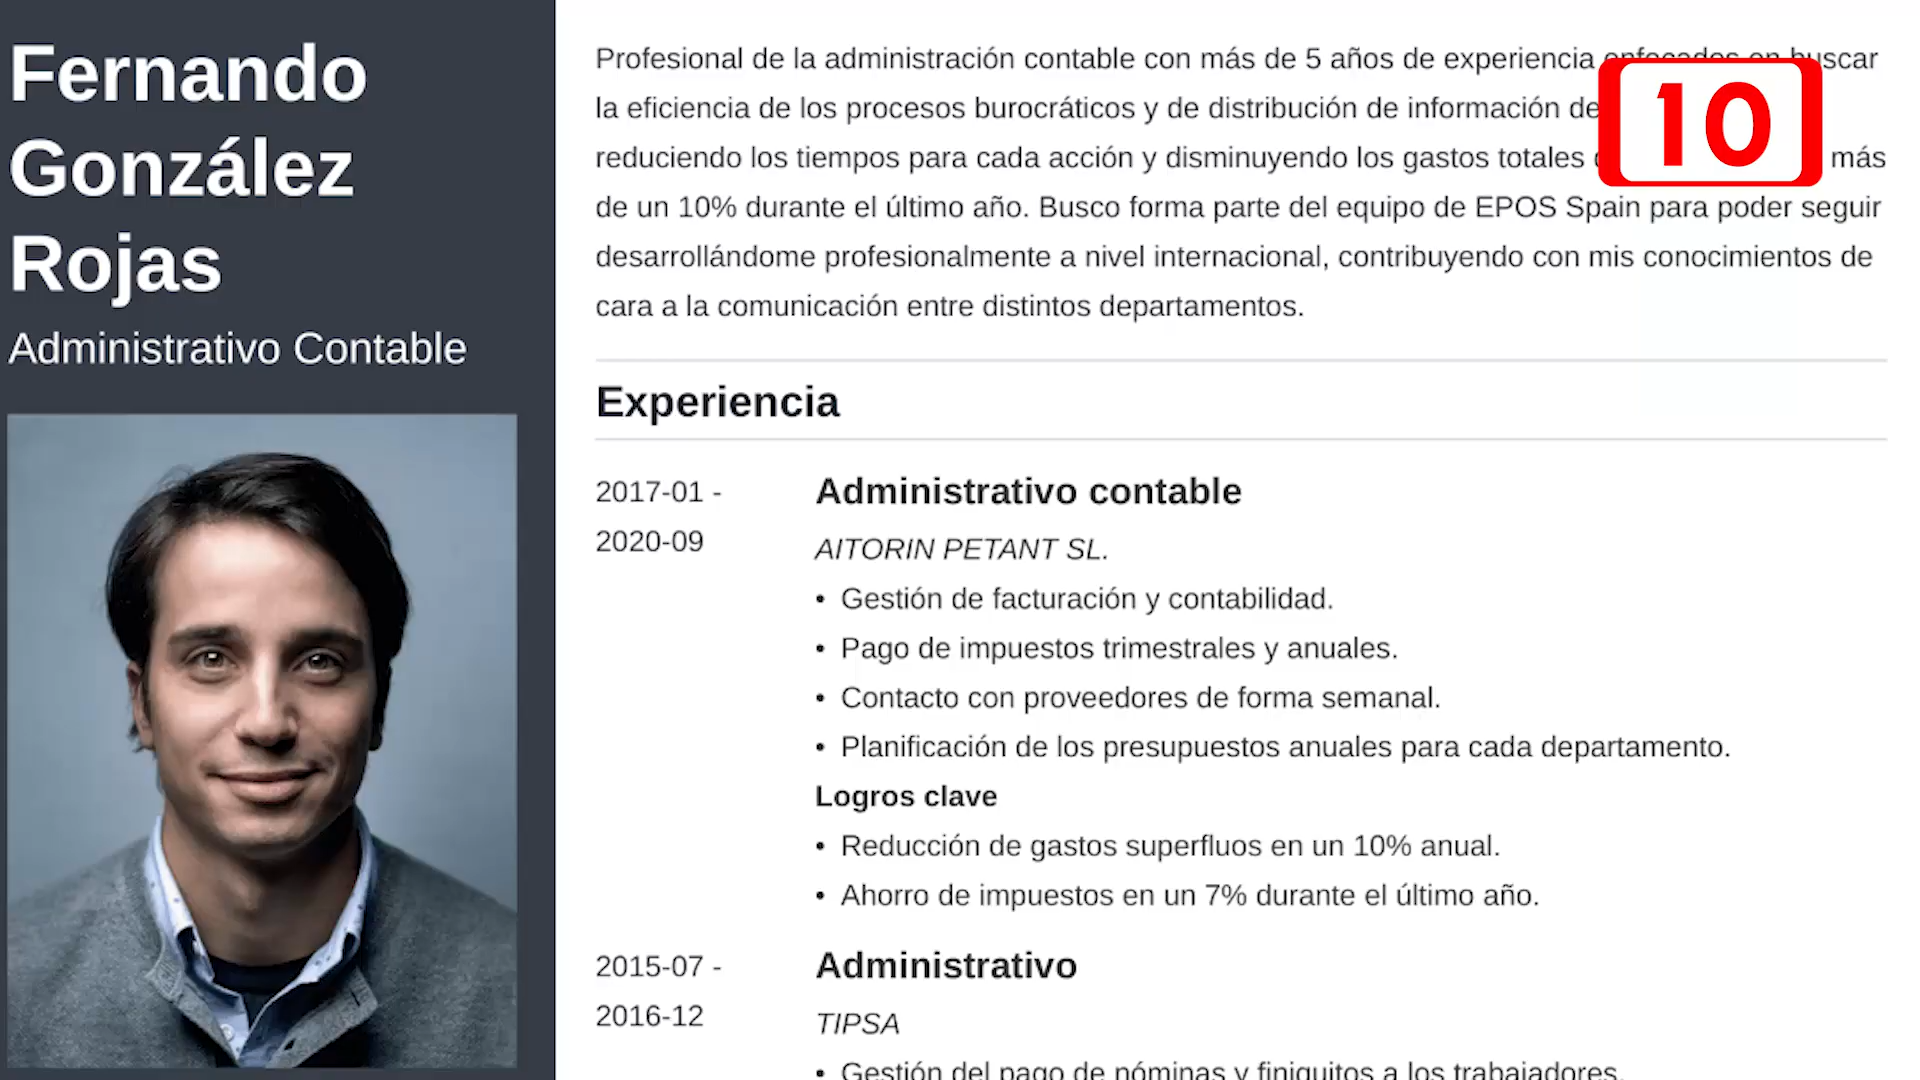 Fernando
González
Rojas
Administrativo Contable
Profesional de la administración contable con más de 5 años de experiencia enfocados en buscar
la eficiencia de los procesos burocráticos y de distribución de información de
reduciendo los tiempos para cada acción y disminuyendo los gastos totales más
de un 10% durante el último año. Busco forma parte del equipo de EPOS Spain para poder seguir
desarrollándome profesionalmente a nivel internacional, contribuyendo con mis conocimientos de
cara a la comunicación entre distintos departamentos.
10
Experiencia
2017-01 -
2020-09
Administrativo contable
AITORIN PETANT SL.
• Gestión de facturación y contabilidad.
• Pago de impuestos trimestrales y anuales.
• Contacto con proveedores de forma semanal.
• Planificación de los presupuestos anuales para cada departamento.
Logros clave
• Reducción de gastos superfluos en un 10% anual.
• Ahorro de impuestos en un 7% durante el último año.
2015-07 -
2016-12
Administrativo
TIPSA
• Gestión del pago de nóminas y finiquitos a los trabajadores.